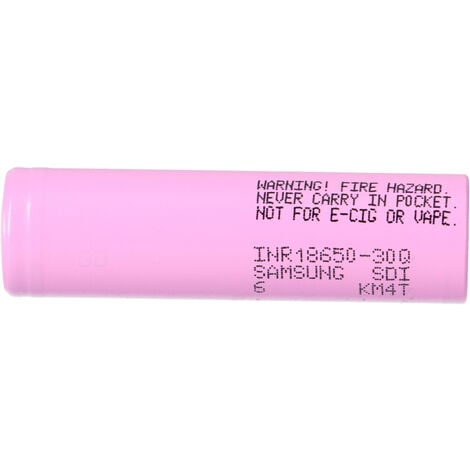 WARNING! FIRE HAZARD.
NEVER CARRY IN POCKET.
NOT FOR E-CIG OR VAPE.
INR18650-30Q
SAMSUNG SDI
6 KM4T